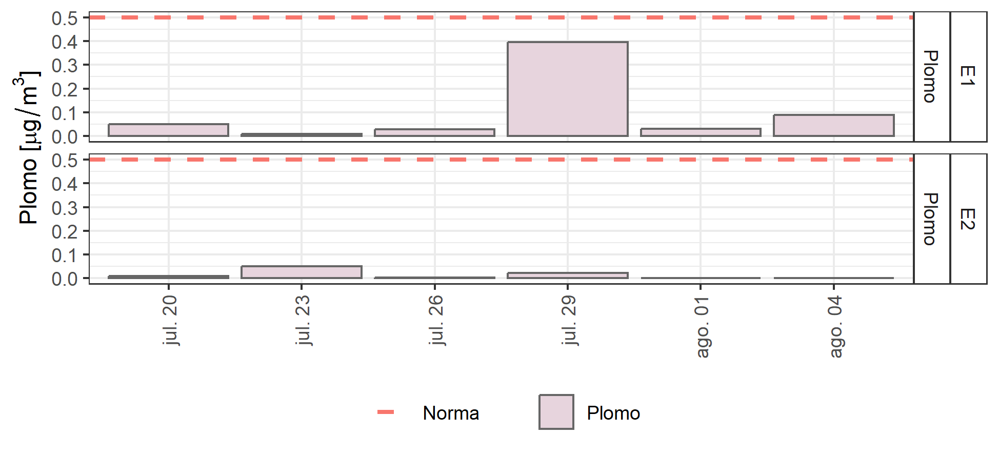 Plomo [μg/m³]
0.5
0.4
0.3
0.2
0.1
0.0
Plomo
E1
0.5
0.4
0.3
0.2
0.1
0.0
Plomo
E2
jul. 20
jul. 23
jul. 26
jul. 29
ago. 01
ago. 04
Norma
Plomo